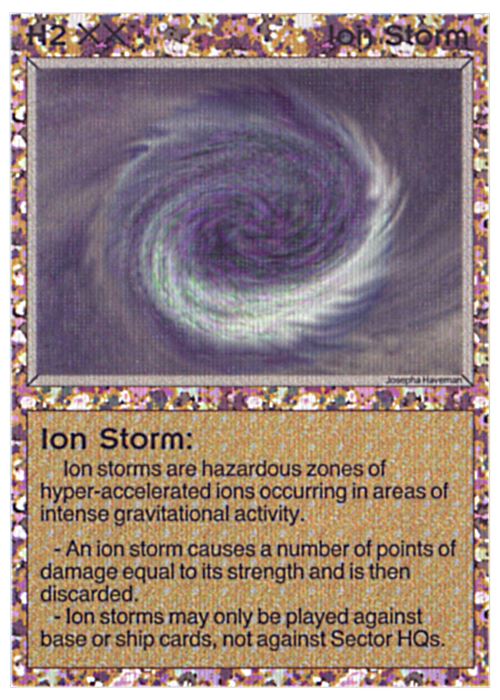 H2 XX Ion Storm
Josepha Haveman
Ion Storm:
Ion storms are hazardous zones of
hyper-accelerated ions occurring in areas of
intense gravitational activity.
- An ion storm causes a number of points of
damage equal to its strength and is then
discarded.
- Ion storms may only be played against
base or ship cards, not against Sector HQs.